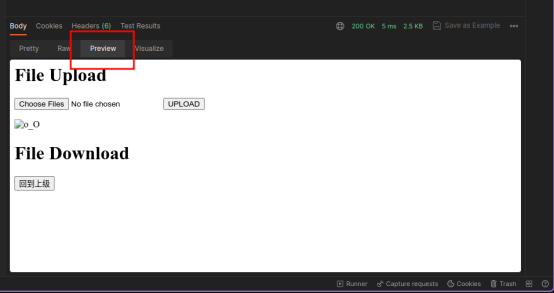 Body Cookies Headers (6) Test Results 200 OK 5 ms 2.5 KB Save as Example
Pretty Raw Preview Visualize
File Upload
Choose Files No file chosen UPLOAD
o_O
File Download
回到上级
Runner Capture requests Cookies Trash